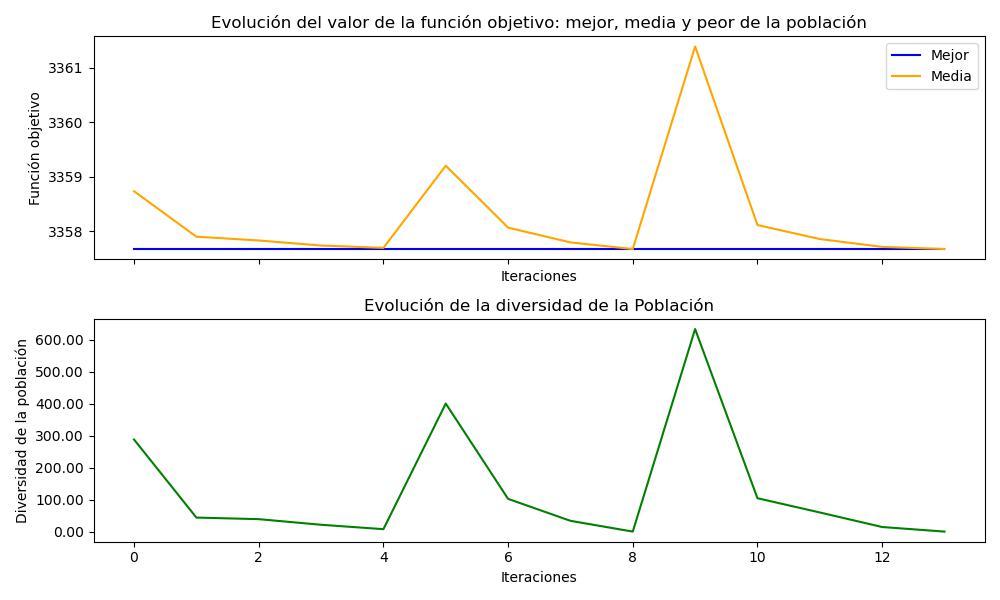 Evolución del valor de la función objetivo: mejor, media y peor de la población
Mejor
Media
3361
3360
3359
3358
Función objetivo
Iteraciones
Evolución de la diversidad de la Población
600.00
500.00
400.00
300.00
200.00
100.00
0.00
Diversidad de la población
0 2 4 6 8 10 12
Iteraciones